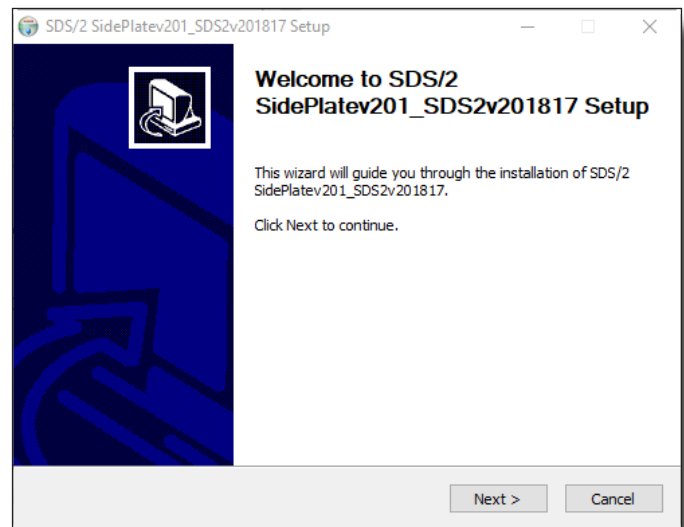 SDS/2 SidePlatev201_SDS2v201817 Setup
Welcome to SDS/2
SidePlatev201_SDS2v201817 Setup
This wizard will guide you through the installation of SDS/2
SidePlatev201_SDS2v201817.
Click Next to continue.
Next >
Cancel